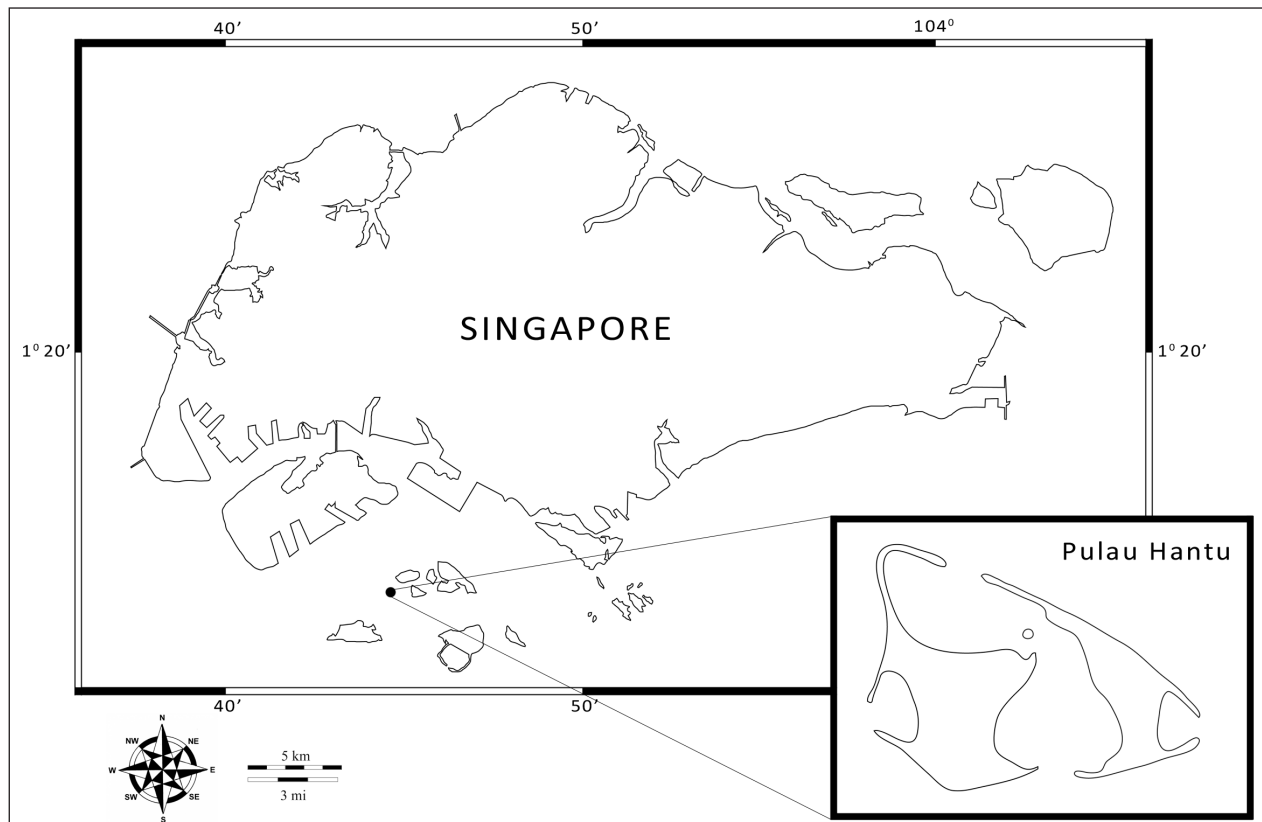 40’ 50’ 104⁰
SINGAPORE
1⁰ 20’ 1⁰ 20’
Pulau Hantu
40’ 50’
N
NW NE
W E
SW SE
S
5 km
3 mi